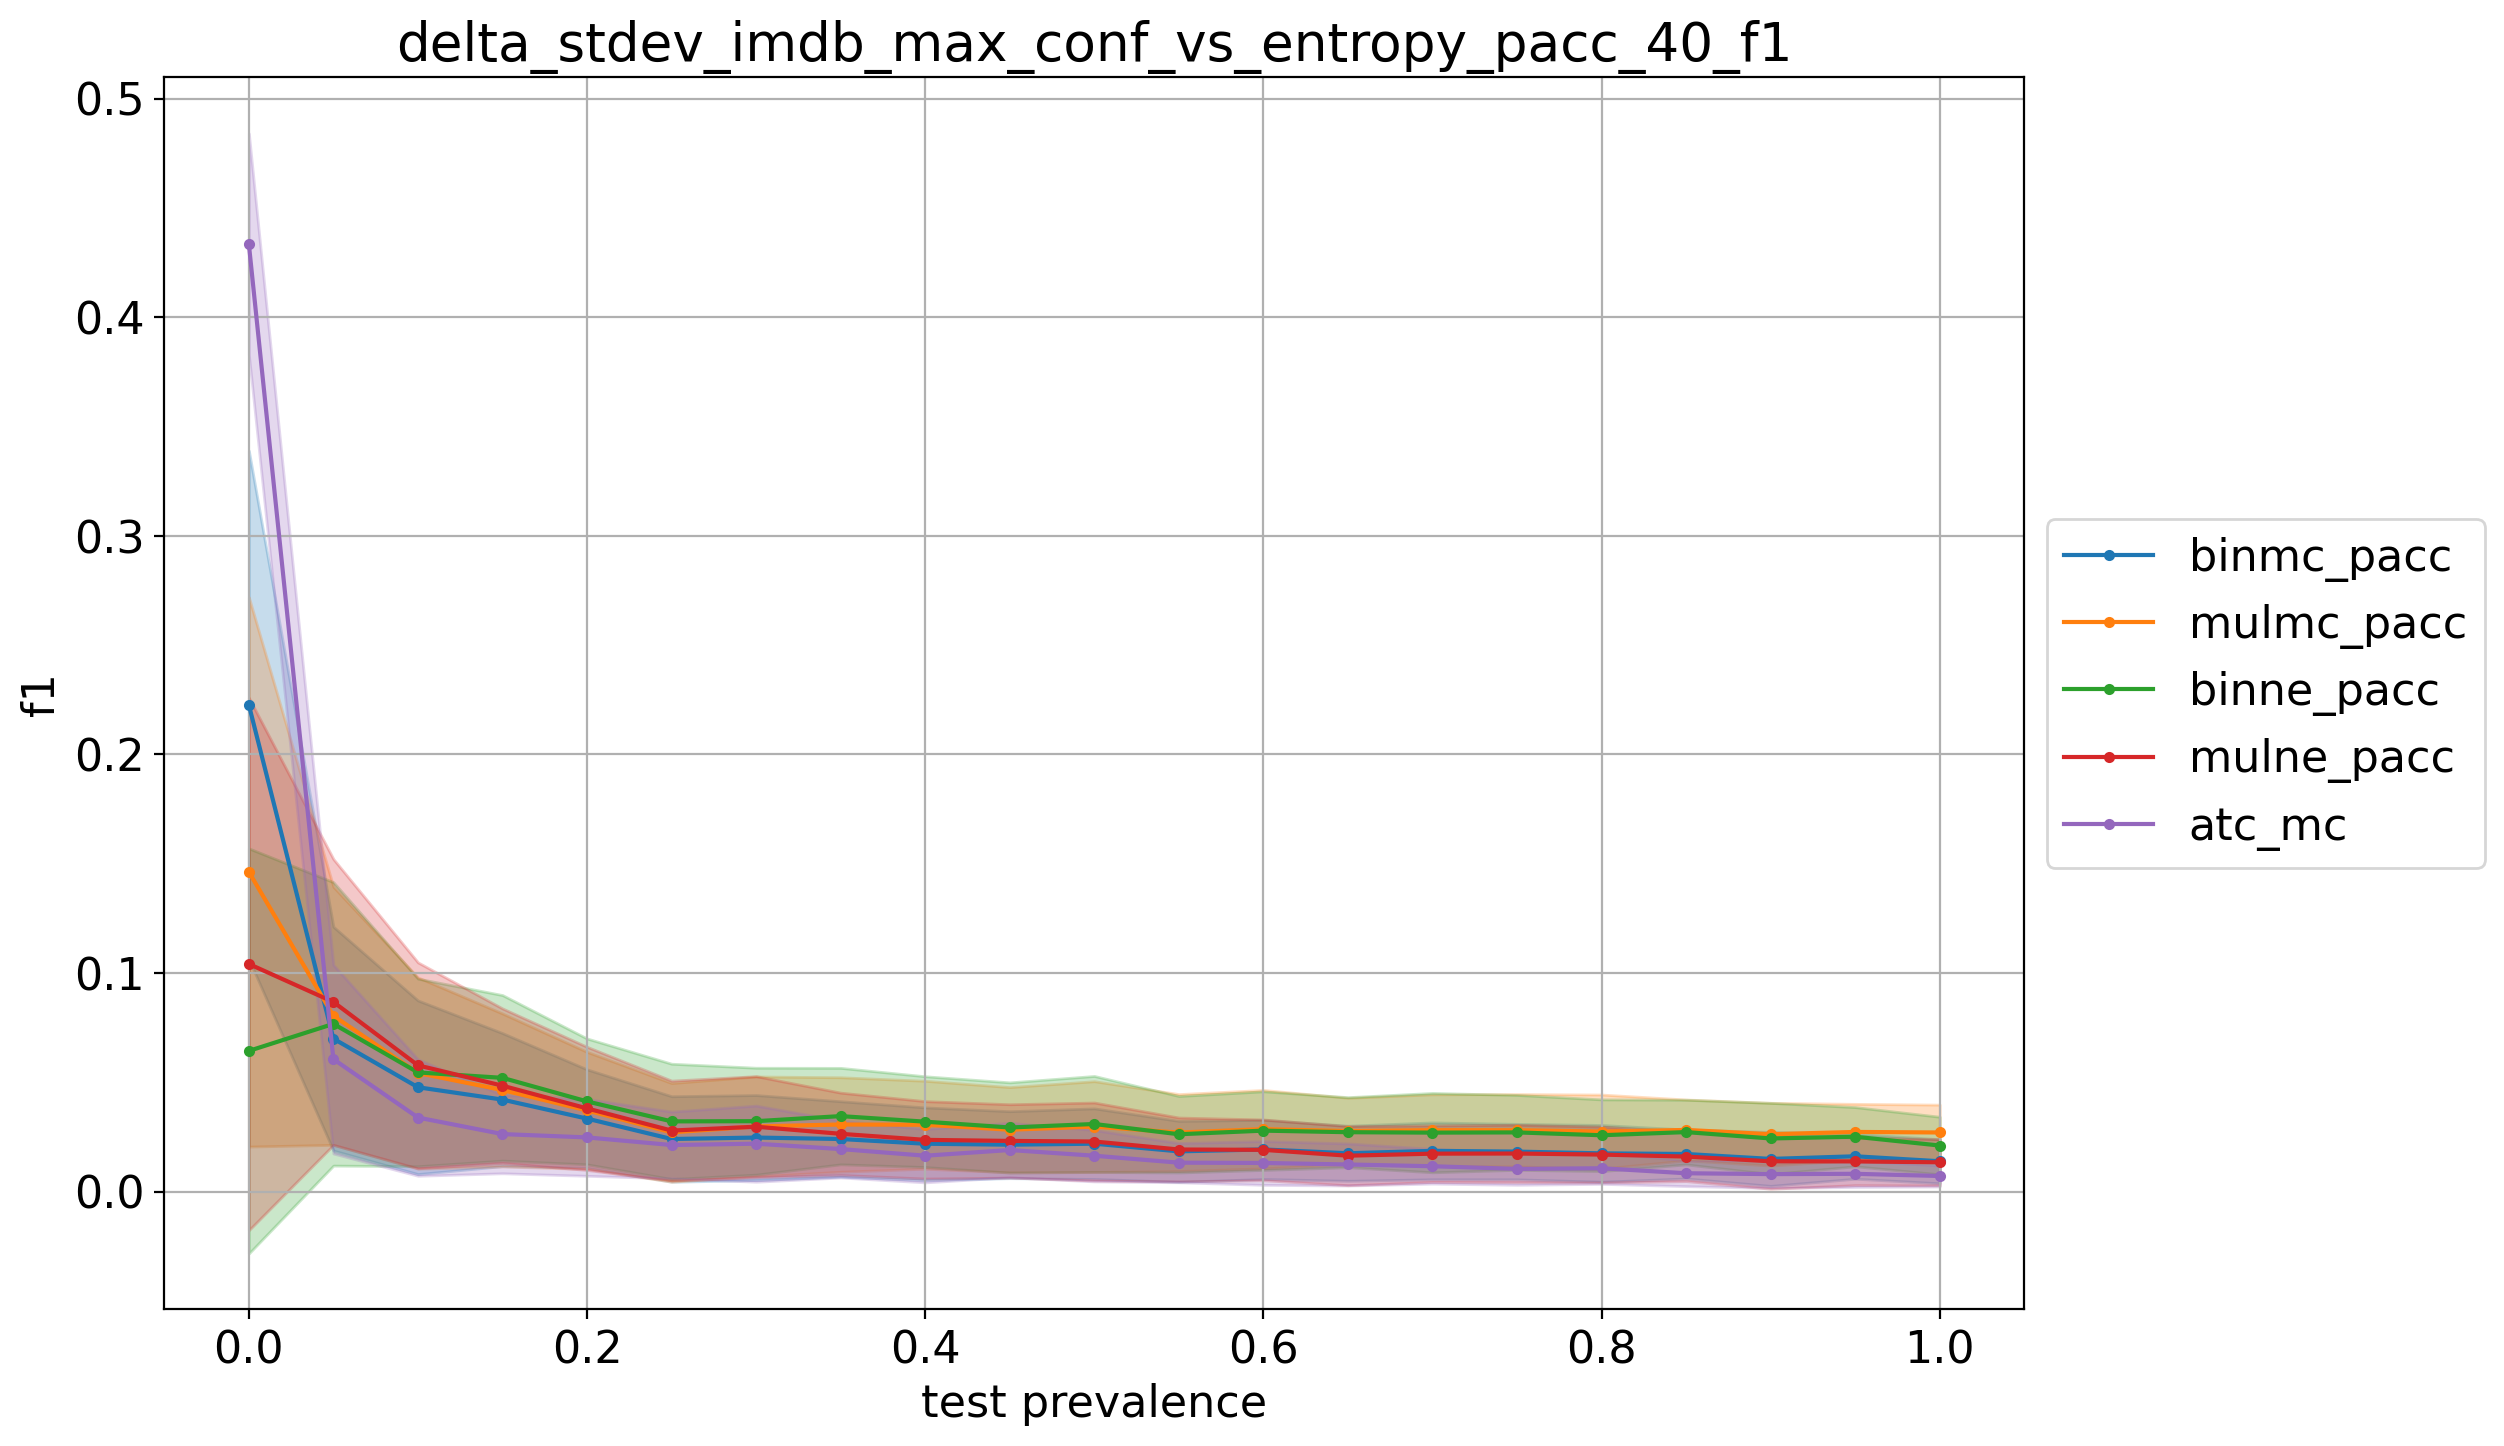 delta_stdev_imdb_max_conf_vs_entropy_pacc_40_f1
0.5
0.4
0.3
0.2
0.1
0.0
f1
0.0 0.2 0.4 0.6 0.8 1.0
test prevalence
binmc_pacc
mulmc_pacc
binne_pacc
mulne_pacc
atc_mc